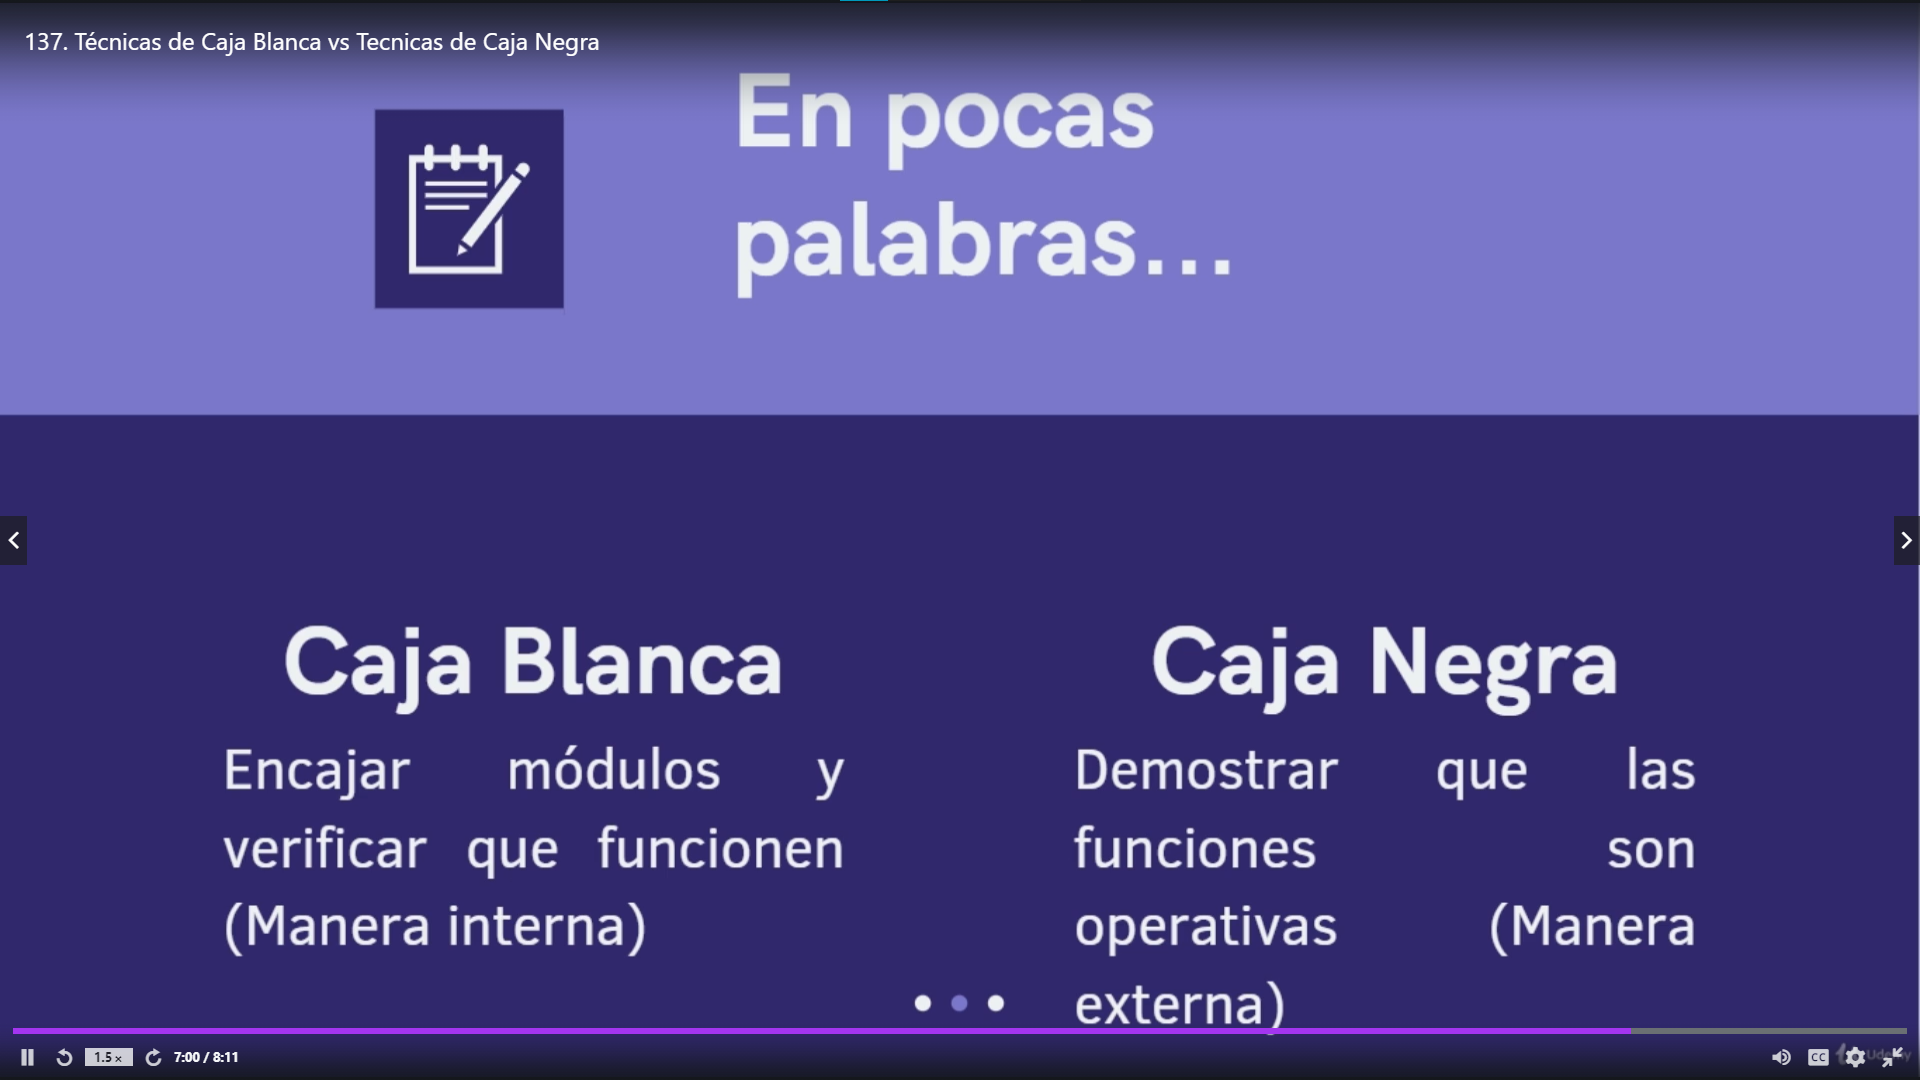 137. Técnicas de Caja Blanca vs Tecnicas de Caja Negra
En pocas
palabras...
Caja Blanca
Encajar módulos y
verificar que funcionen
(Manera interna)
Caja Negra
Demostrar que las
funciones son
operativas (Manera
externa)
1.5×
7:00 / 8:11
CC